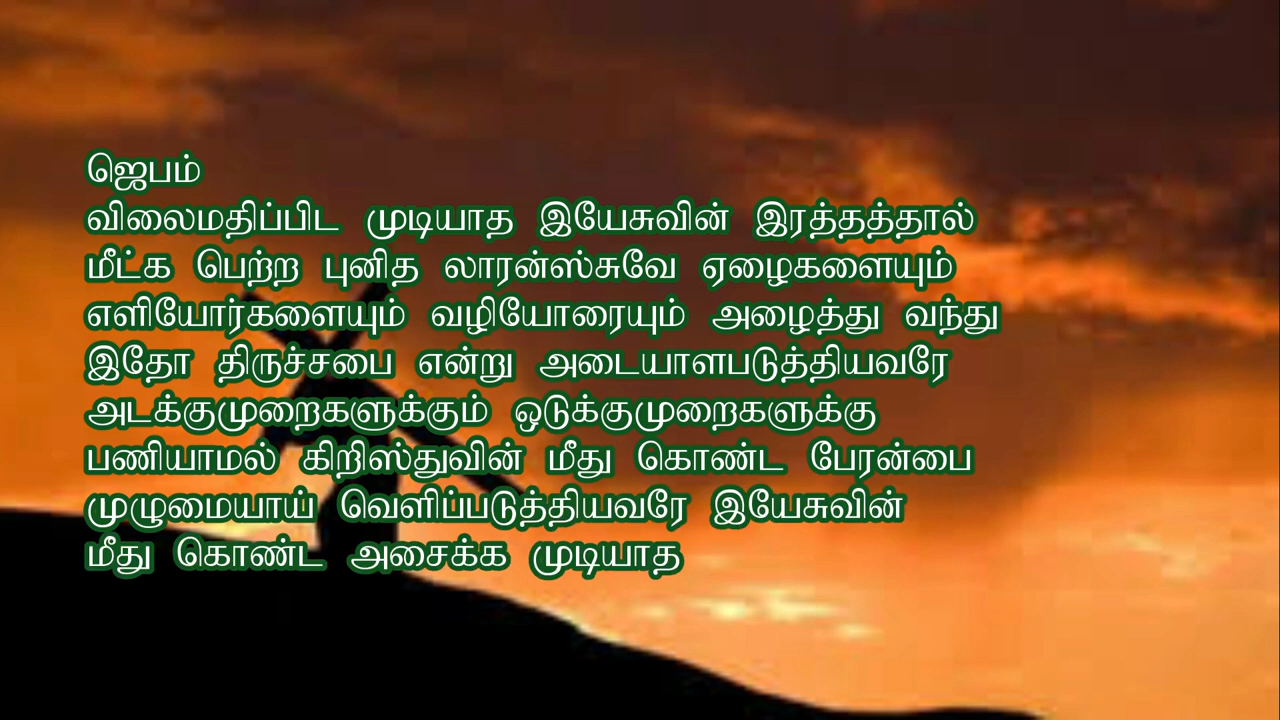 ஜெபம்
விலைமதிப்பிட முடியாத இயேசுவின் இரத்தத்தால்
மீட்க பெற்ற புனித லாரன்ஸ்சுவே ஏழைகளையும்
எளியோர்களையும் வழியோரையும் அழைத்து வந்து
இதோ திருச்சபை என்று அடையாளபடுத்தியவரே
அடக்குமுறைகளுக்கும் ஒடுக்குமுறைகளுக்கு
பணியாமல் கிறிஸ்துவின் மீது கொண்ட பேரன்பை
முழுமையாய் வெளிப்படுத்தியவரே இயேசுவின்
மீது கொண்ட அசைக்க முடியாத